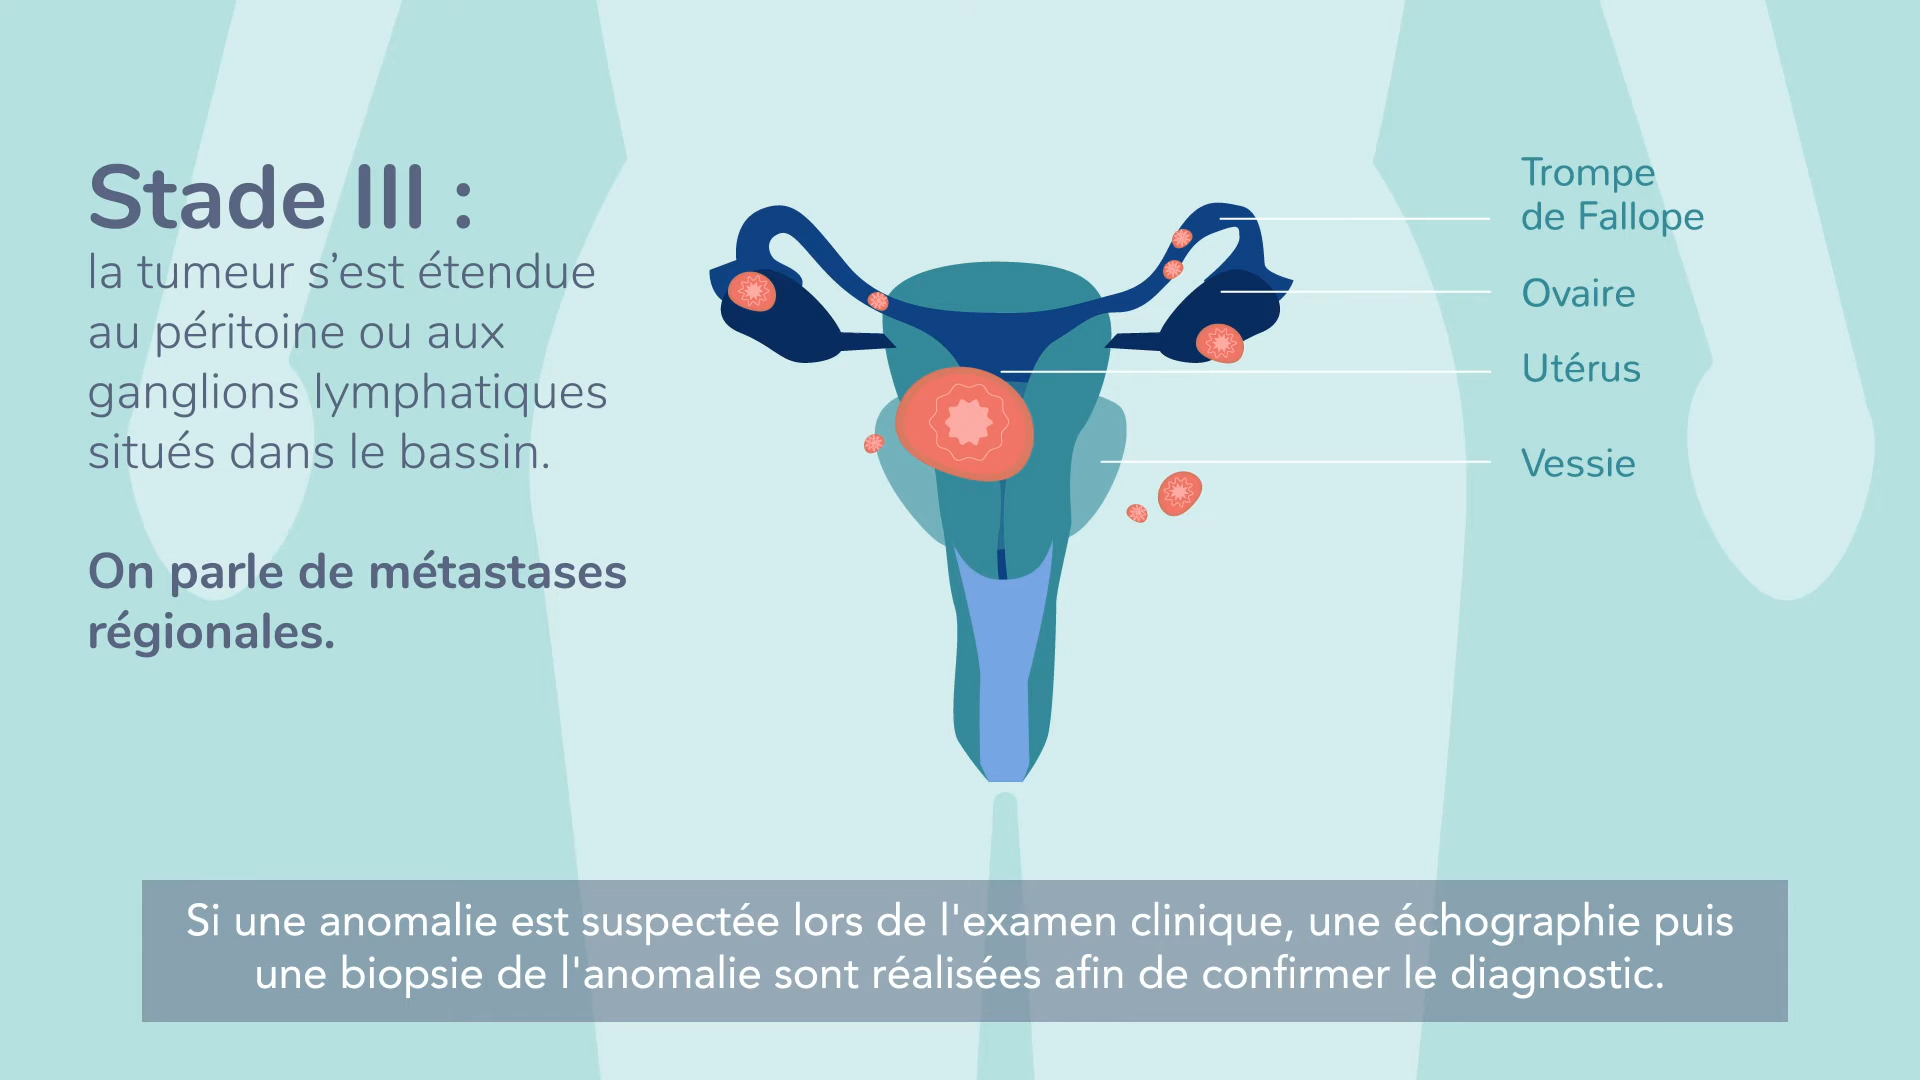 Stade III :
la tumeur s’est étendue
au péritoine ou aux
ganglions lymphatiques
situés dans le bassin.
On parle de métastases
régionales.
Trompe
de Fallope
Ovaire
Utérus
Vessie
Si une anomalie est suspectée lors de l'examen clinique, une échographie puis
une biopsie de l'anomalie sont réalisées afin de confirmer le diagnostic.